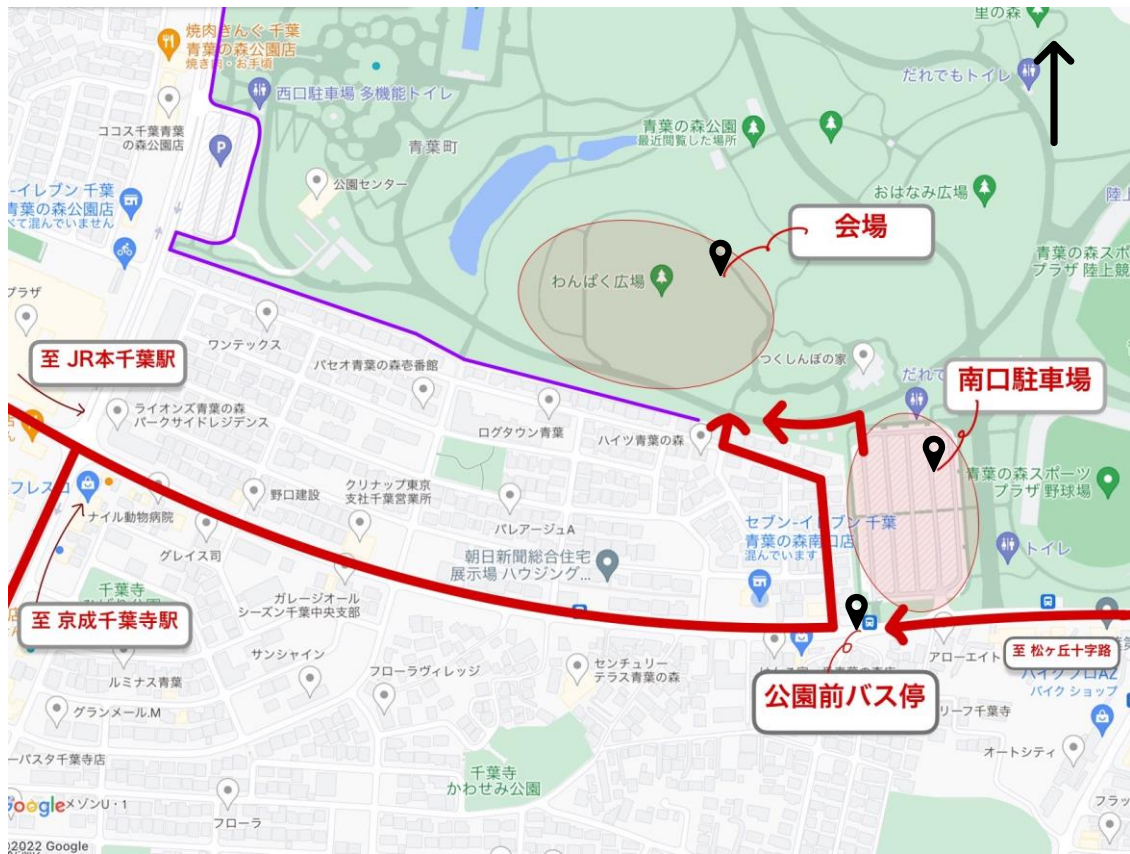 里の森
焼肉きんぐ 千葉
青葉の森公園店
焼き肉・お手頃
だれでもトイレ
西口駐車場 多機能トイレ
ココス千葉青葉
の森公園店
P
青葉町
青葉の森公園
最近閲覧した場所
公園センター
おはなみ広場
陸上
-イレブン 千葉
青葉の森公園店
べて混んでいません
会場
わんぱく広場
青葉の森スポ
プラザ 陸上競
プラザ
ワンテックス
至 JR本千葉駅
パセオ青葉の森壱番館
つくしんぼの家
だれで
南口駐車場
ライオンズ青葉の森
パークサイドレジデンス
ログタウン青葉
ハイツ青葉の森
青葉の森スポーツ
プラザ 野球場
フレスコ
野口建設
クリナップ東京
支社千葉営業所
ナイル動物病院
パレアージュA
セブン-イレブン 千葉
青葉の森南口店
混んでいます
グレイス司
朝日新聞総合住宅
展示場 ハウジング...
トイレ
千葉寺
ガレージオール
シーズン千葉中央支部
至 京成千葉寺駅
サンシャイン
フローラヴィレッジ
センチュリー
テラス青葉の森
アローエイト
至 松ヶ丘十字路
バイクプロAZ
バイク ショップ
ルミナス青葉
公園前バス停
グランメール.M
リーフ千葉寺
オートシティ
ーパスタ千葉寺店
千葉寺
かわせみ公園
Google
メゾンU・1
フローラ
フラッ
©2022 Google